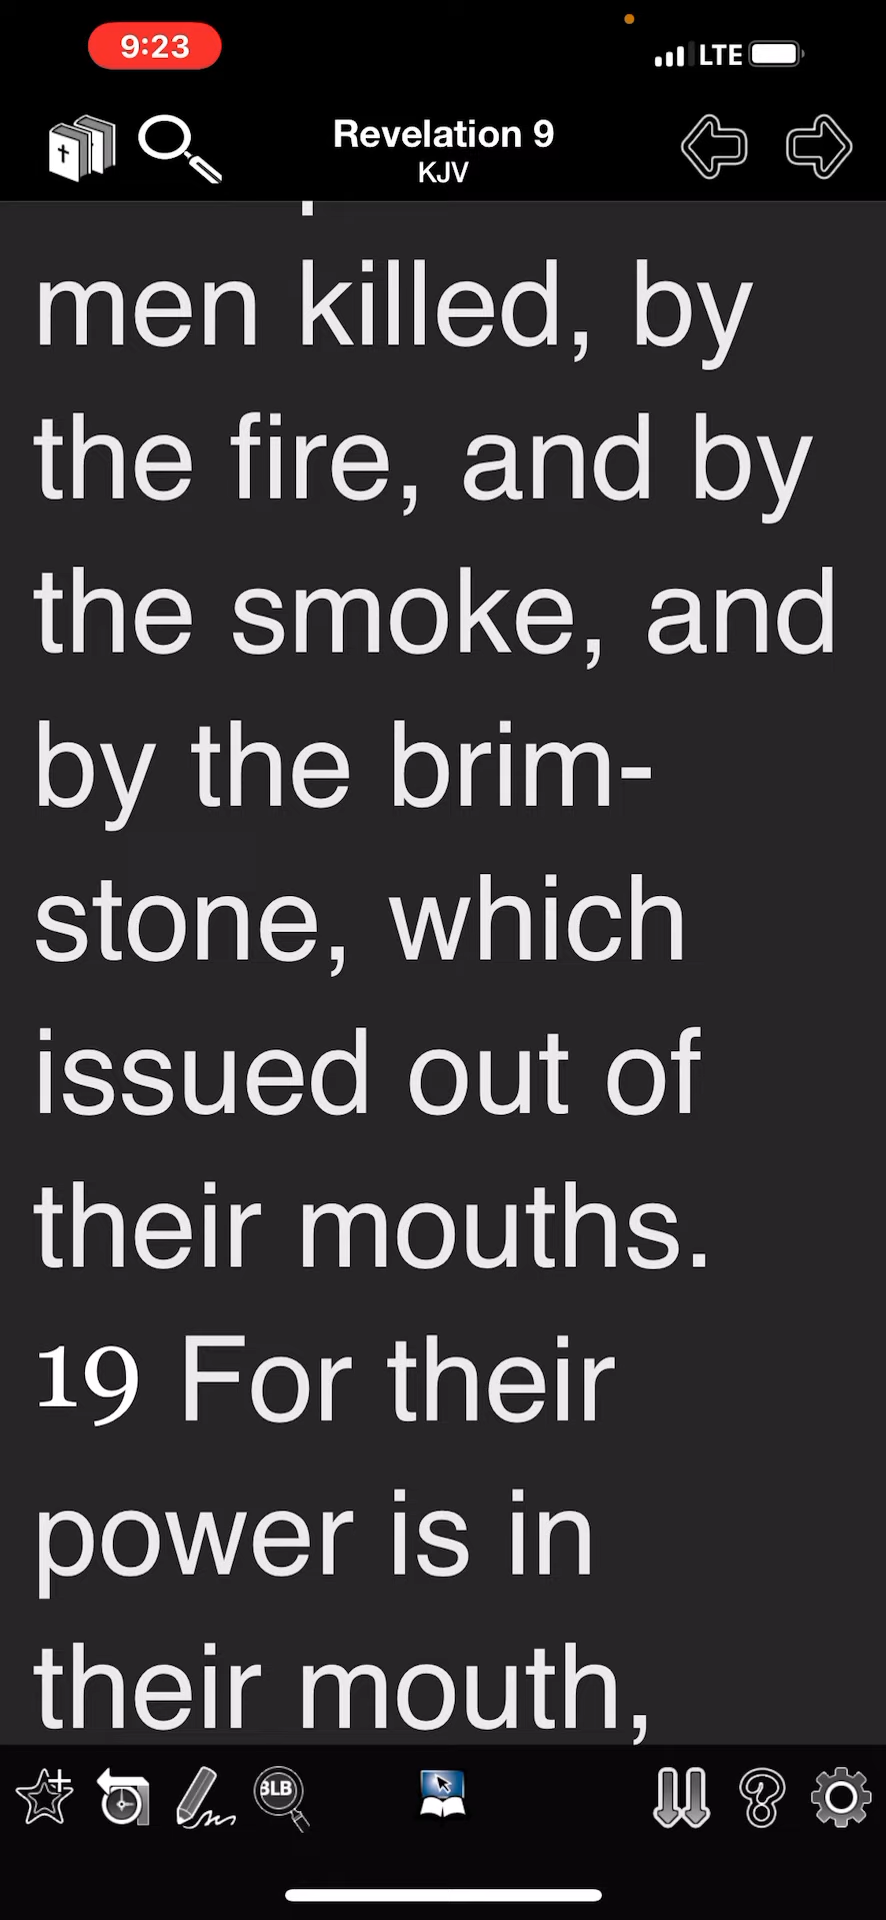 9:23
LTE
Revelation 9
KJV
men killed, by
the fire, and by
the smoke, and
by the brim-
stone, which
issued out of
their mouths.
19 For their
power is in
their mouth,
BLB